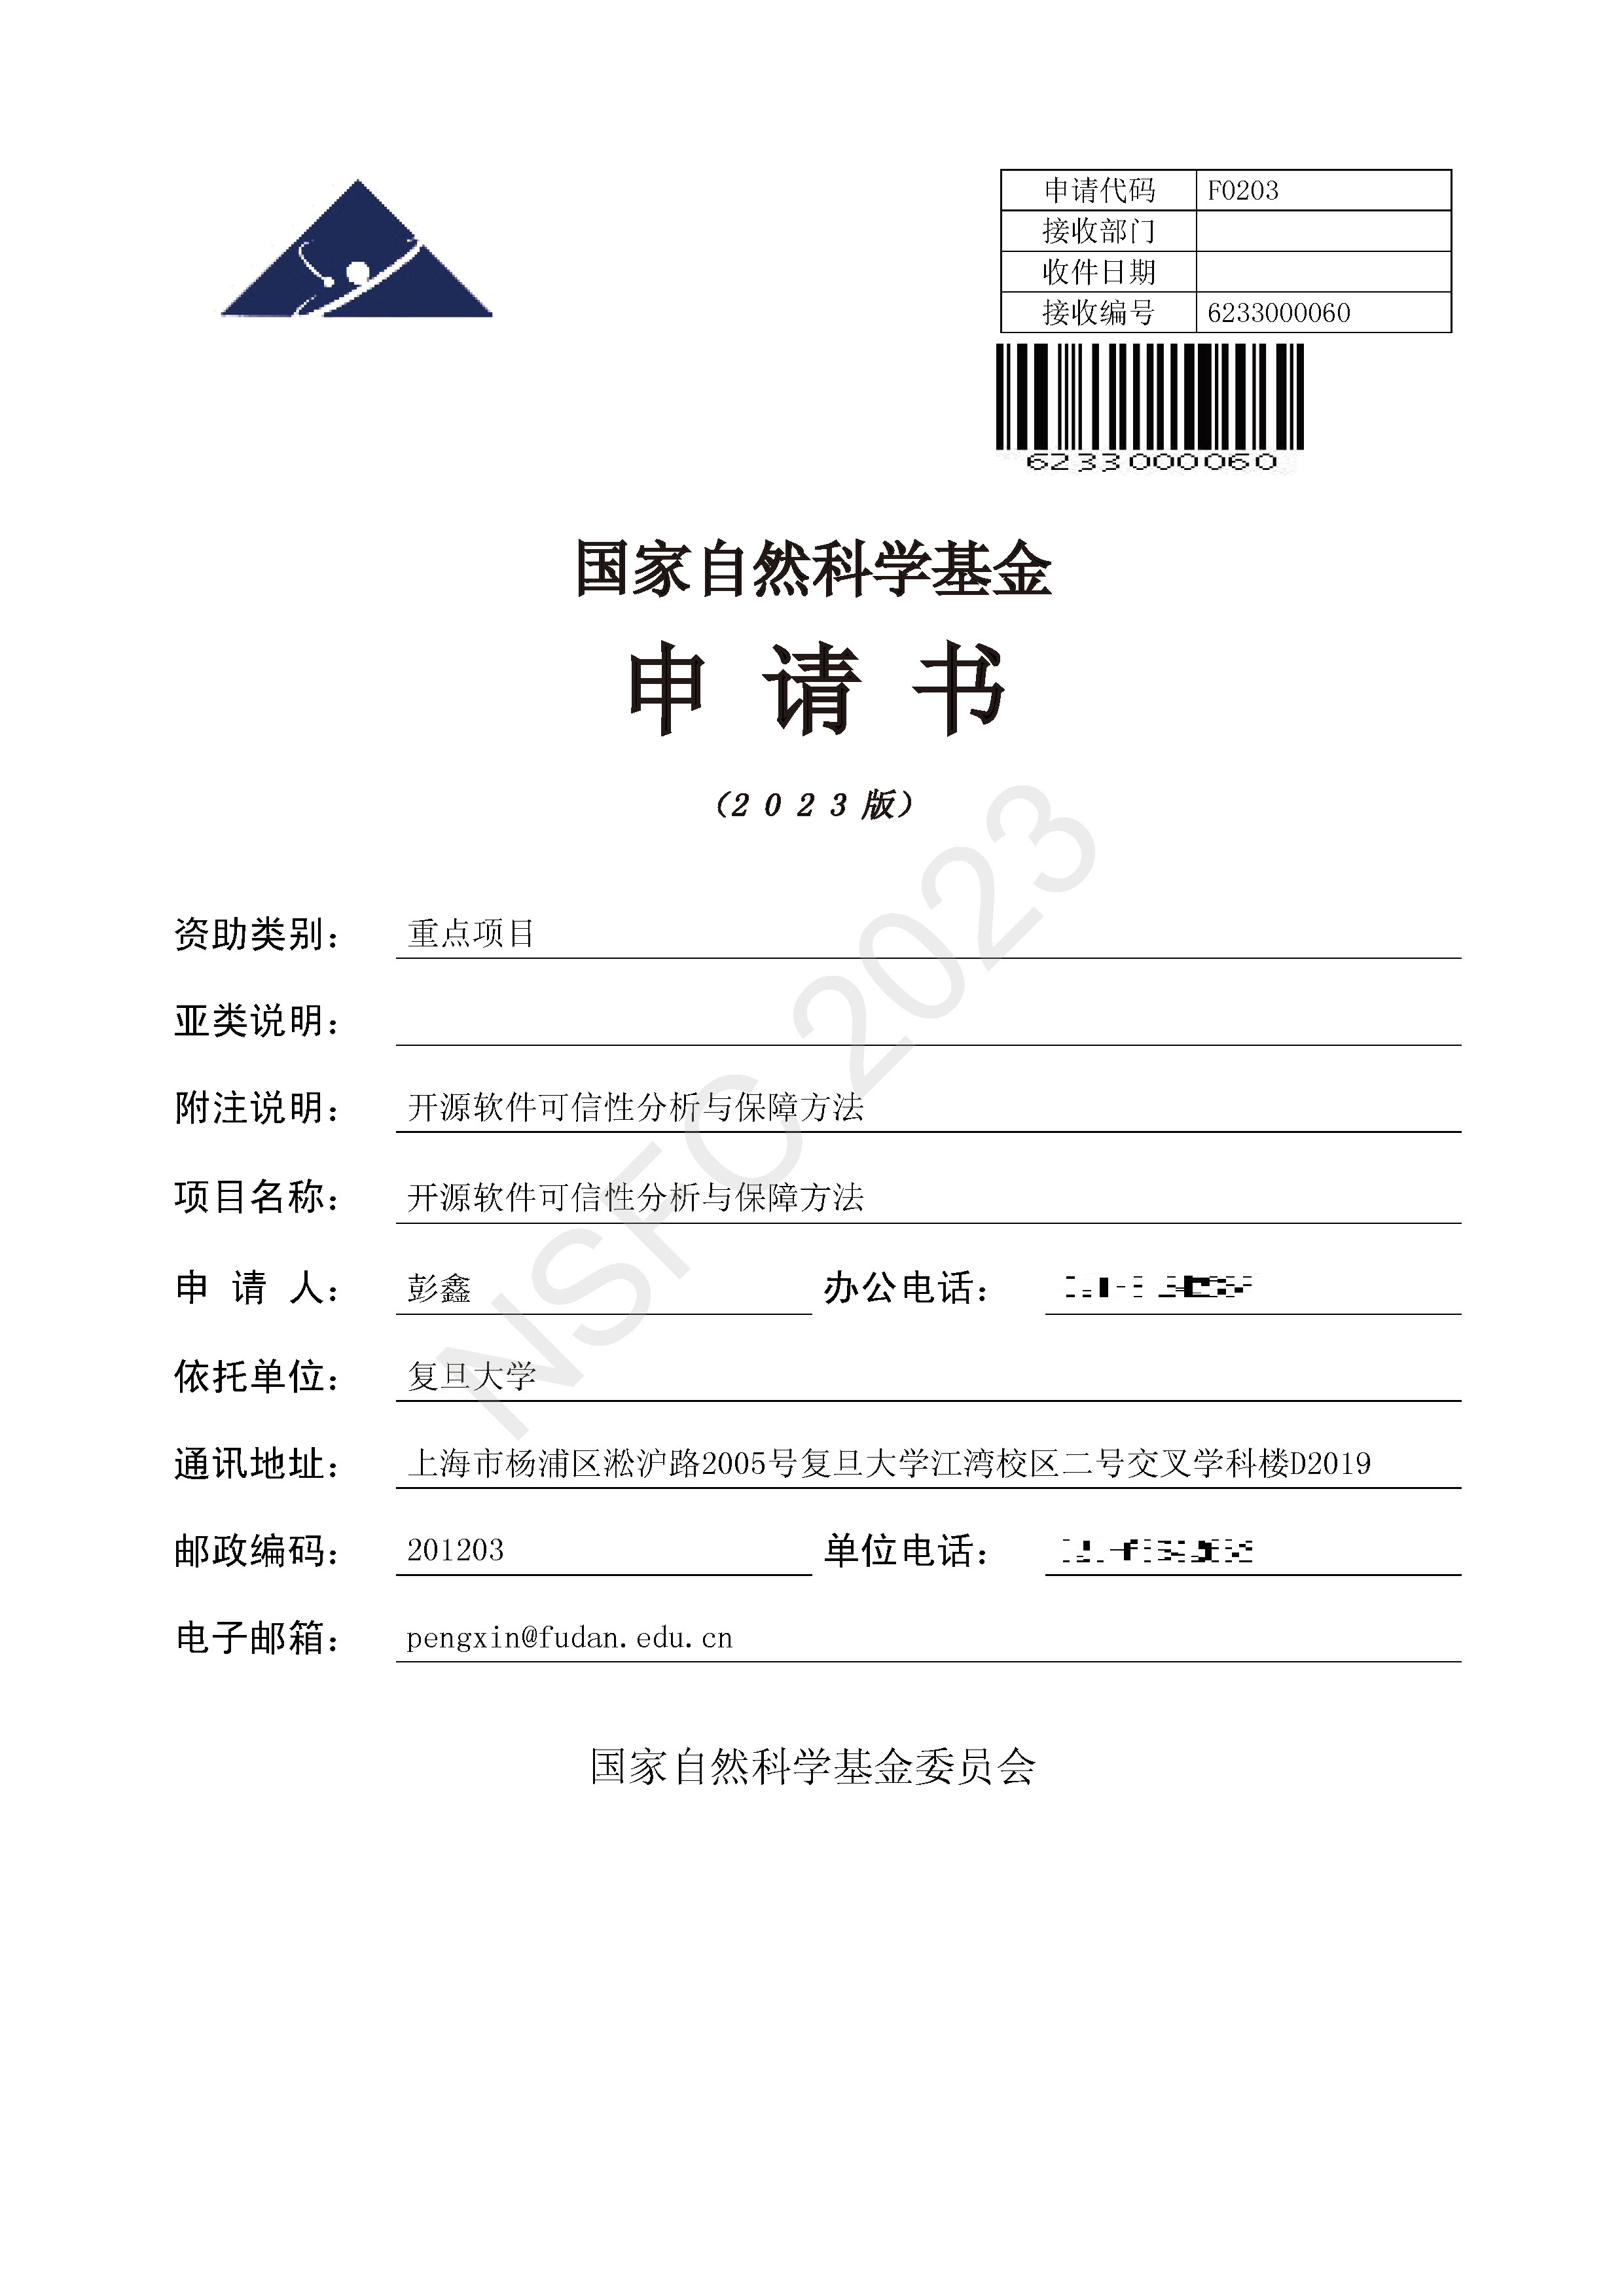 申请代码 F0203
接收部门
收件日期
接收编号 6233000060
6233000060
国家自然科学基金
申 请 书
（2 0 2 3 版）
资助类别： 重点项目
亚类说明：
附注说明： 开源软件可信性分析与保障方法
项目名称： 开源软件可信性分析与保障方法
申 请 人： 彭鑫 办公电话：
依托单位： 复旦大学
通讯地址： 上海市杨浦区淞沪路2005号复旦大学江湾校区二号交叉学科楼D2019
邮政编码： 201203 单位电话：
电子邮箱： pengxin@fudan.edu.cn
国家自然科学基金委员会
NSFC 2023